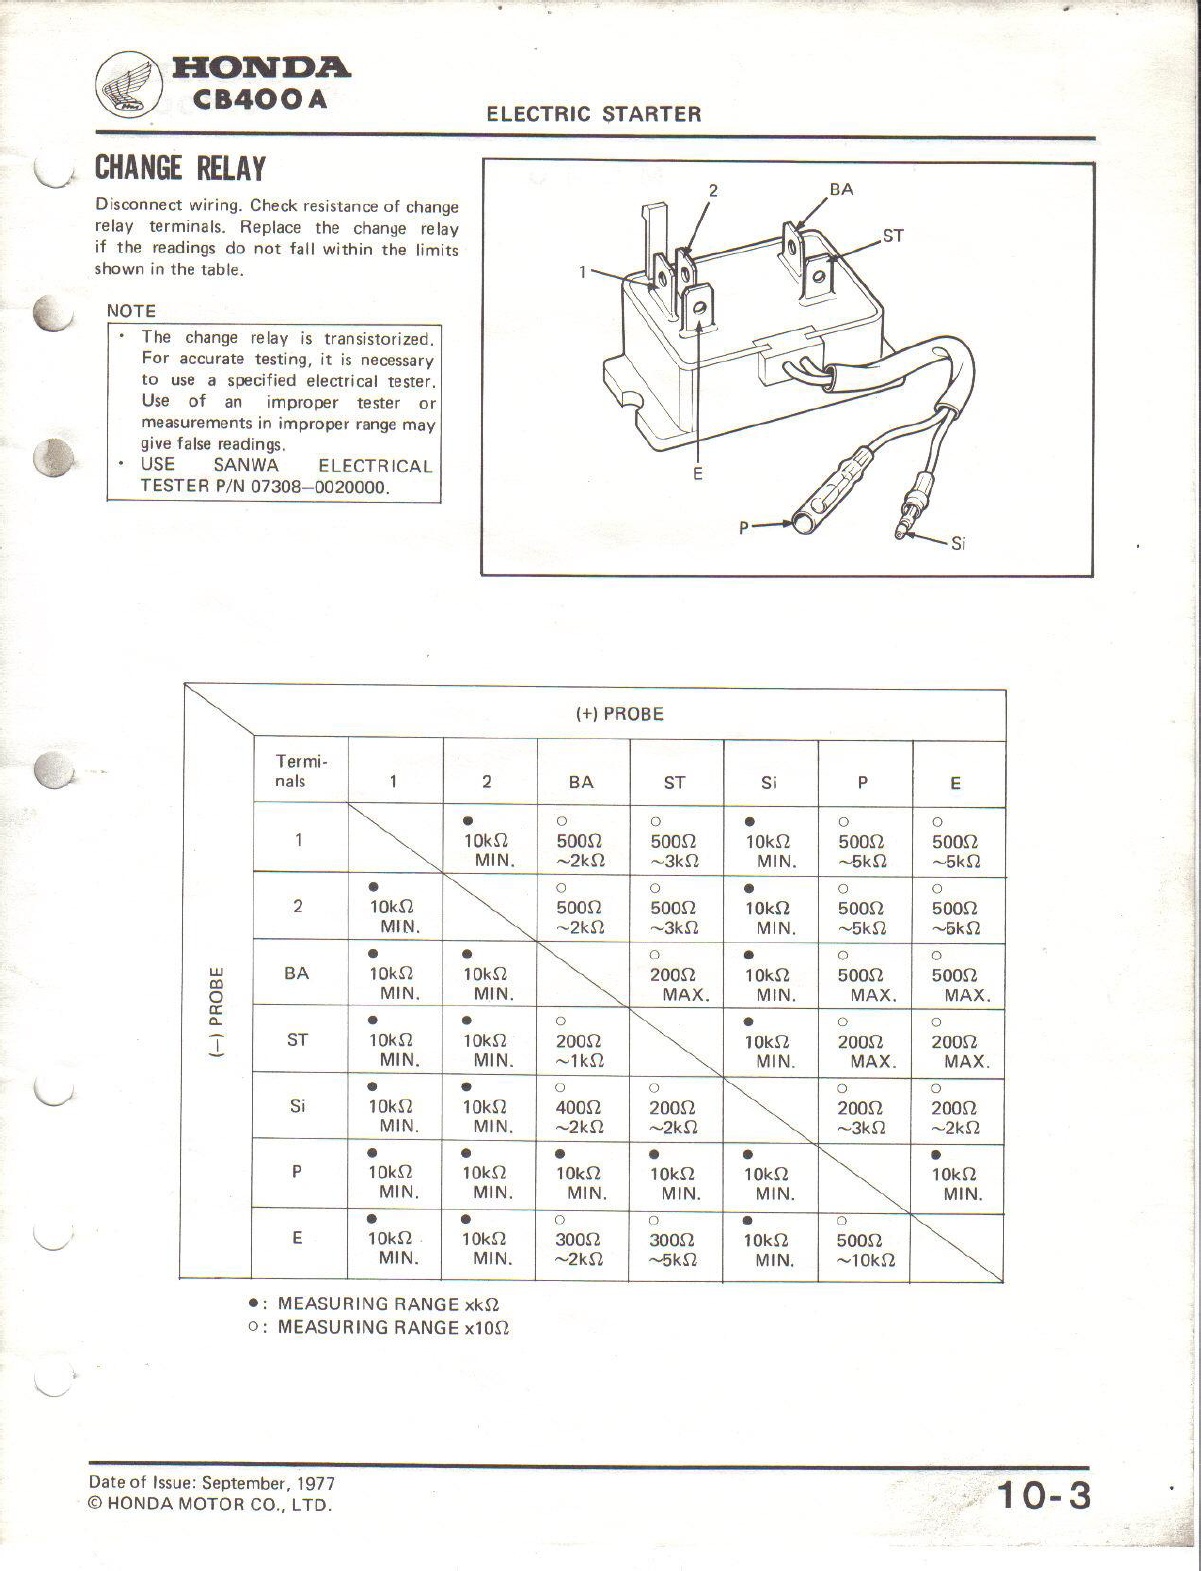 HONDA
CB400A
ELECTRIC STARTER
CHANGE RELAY
Disconnect wiring. Check resistance of change
relay terminals. Replace the change relay
if the readings do not fall within the limits
shown in the table.
NOTE
• The change relay is transistorized.
For accurate testing, it is necessary
to use a specified electrical tester.
Use of an improper tester or
measurements in improper range may
give false readings.
• USE SANWA ELECTRICAL
TESTER P/N 07308-0020000.
2
BA
ST
1
E
P
Si
(+) PROBE
(—) PROBE
Termi-
nals 1 2 BA ST Si P E
● ○ ○ ● ○ ○
1 10kΩ 500Ω 500Ω 10kΩ 500Ω 500Ω
MIN. ~2kΩ ~3kΩ MIN. ~5kΩ ~5kΩ
● ○ ○ ● ○ ○
2 10kΩ 500Ω 500Ω 10kΩ 500Ω 500Ω
MIN. ~2kΩ ~3kΩ MIN. ~5kΩ ~5kΩ
● ● ○ ● ○ ○
BA 10kΩ 10kΩ 200Ω 10kΩ 500Ω 500Ω
MIN. MIN. MAX. MIN. MAX. MAX.
● ● ○ ● ○ ○
ST 10kΩ 10kΩ 200Ω 10kΩ 200Ω 200Ω
MIN. MIN. ~1kΩ MIN. MAX. MAX.
● ● ○ ○ ○ ○
Si 10kΩ 10kΩ 400Ω 200Ω 200Ω 200Ω
MIN. MIN. ~2kΩ ~2kΩ ~3kΩ ~2kΩ
● ● ● ● ● ●
P 10kΩ 10kΩ 10kΩ 10kΩ 10kΩ 10kΩ
MIN. MIN. MIN. MIN. MIN. MIN.
● ● ○ ○ ● ○
E 10kΩ 10kΩ 300Ω 300Ω 10kΩ 500Ω
MIN. MIN. ~2kΩ ~5kΩ MIN. ~10kΩ
●: MEASURING RANGE xkΩ
○: MEASURING RANGE x10Ω
Date of Issue: September, 1977
© HONDA MOTOR CO., LTD.
10-3